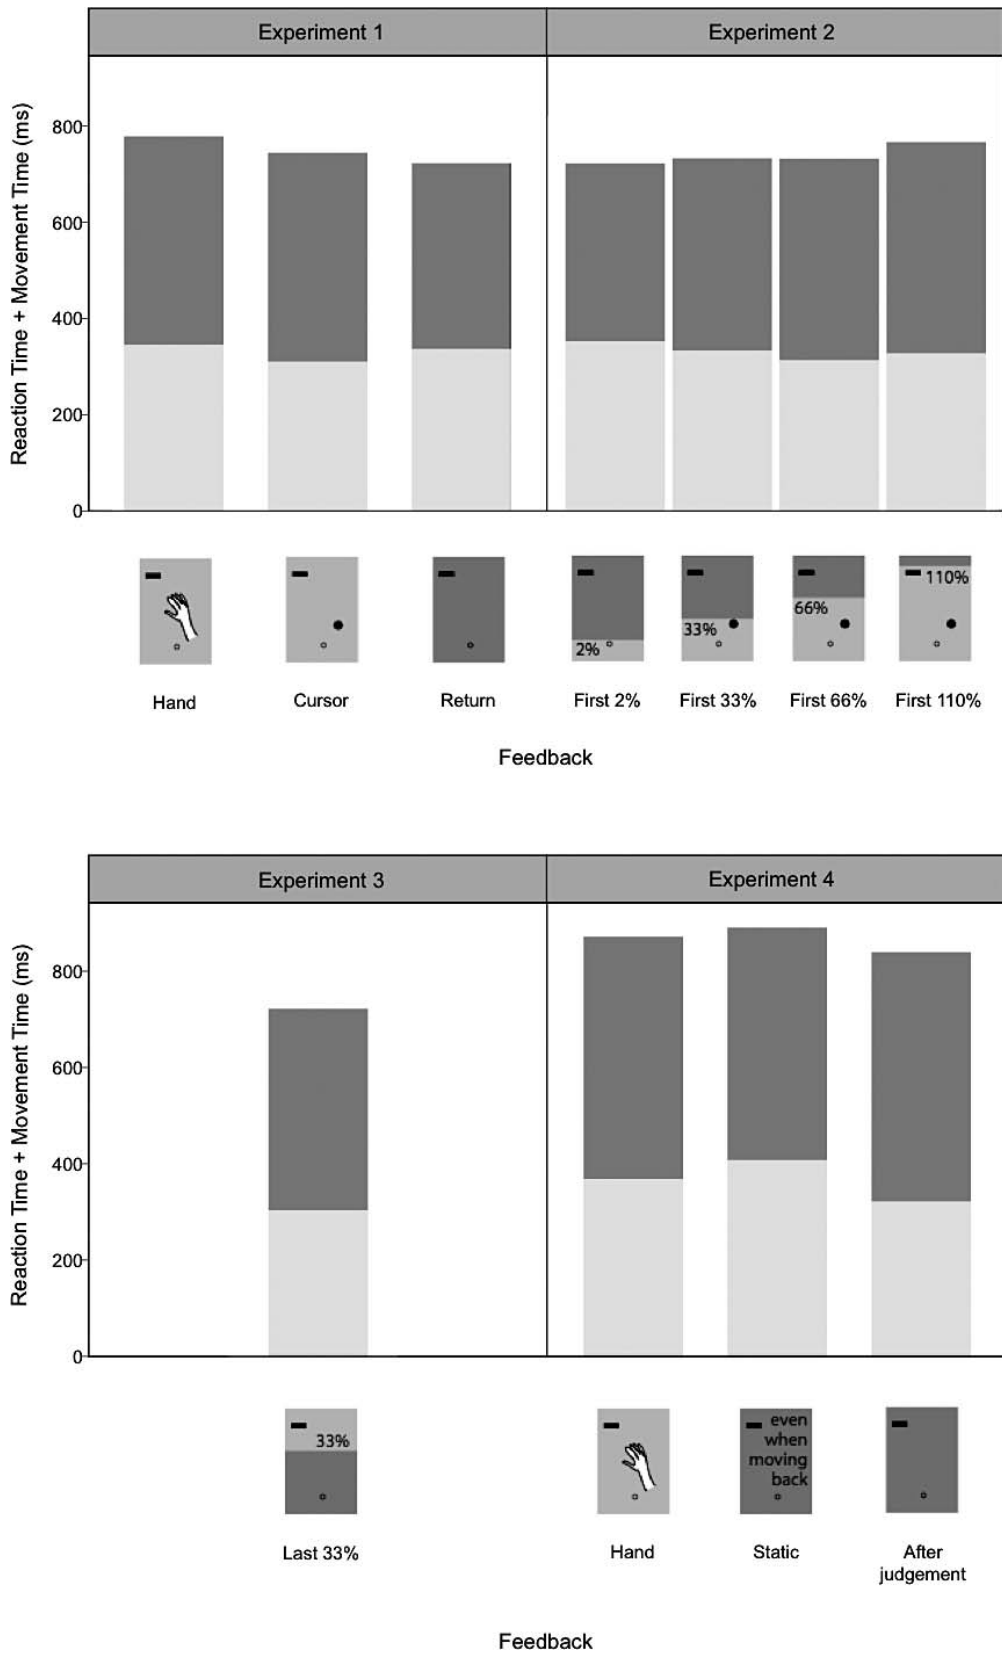 Experiment 1
Experiment 2
Reaction Time + Movement Time (ms)
800
600
400
200
0
2%
33%
66%
110%
Hand
Cursor
Return
First 2%
First 33%
First 66%
First 110%
Feedback
Experiment 3
Experiment 4
Reaction Time + Movement Time (ms)
800
600
400
200
0
33%
even
when
moving
back
Last 33%
Hand
Static
After
judgement
Feedback